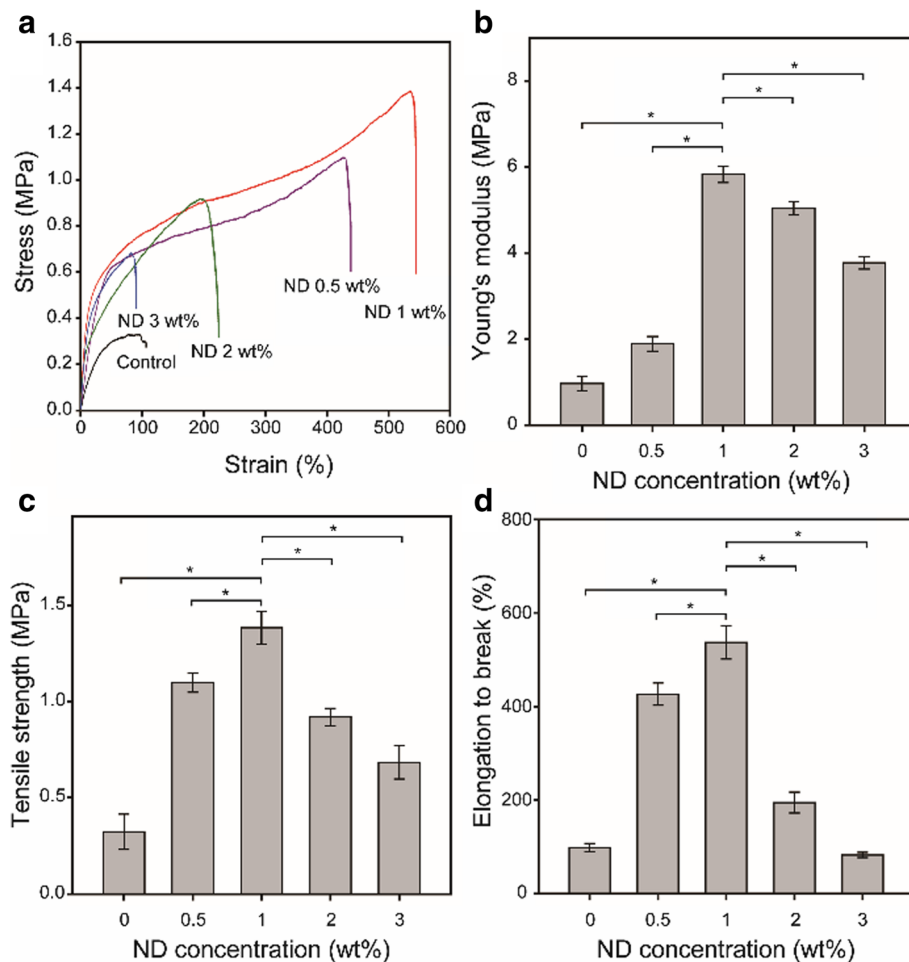 a
1.6
1.4
1.2
1.0
0.8
0.6
0.4
0.2
0.0
Stress (MPa)
ND 3 wt%
Control
ND 2 wt%
ND 0.5 wt%
ND 1 wt%
0 100 200 300 400 500 600
Strain (%)
b
8
6
4
2
0
Young's modulus (MPa)
*
*
*
*
0 0.5 1 2 3
ND concentration (wt%)
c
1.5
1.0
0.5
0.0
Tensile strength (MPa)
*
*
*
*
0 0.5 1 2 3
ND concentration (wt%)
d
800
600
400
200
0
Elongation to break (%)
*
*
*
*
0 0.5 1 2 3
ND concentration (wt%)